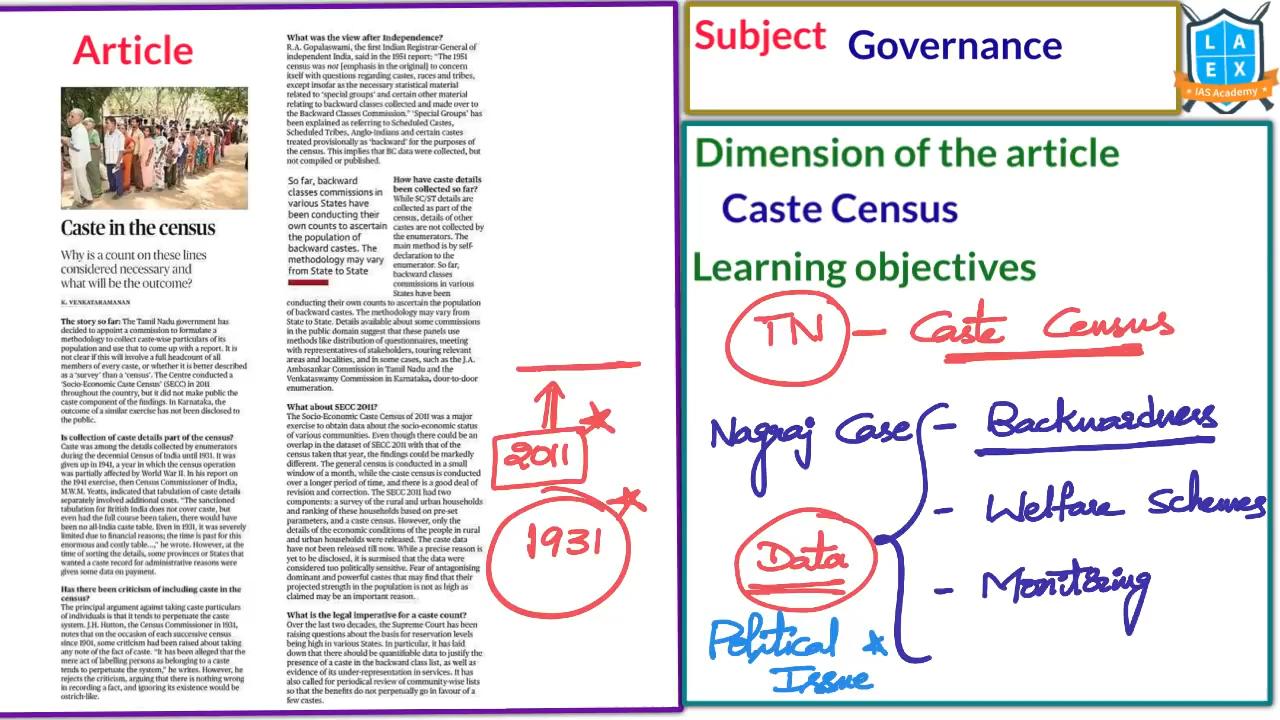 Article
Caste in the census
Why is a count on these lines
considered necessary and
what will be the outcome?
K. VENKATARAMANAN
The story so far: The Tamil Nadu government has
decided to appoint a commission to formulate a
methodology to collect caste-wise particulars of its
population and use that to come up with a report. It is
not clear if this will involve a full headcount of all
members of every caste, or whether it is better described
as a 'survey' than a 'census'. The Centre conducted a
'Socio-Economic Caste Census' (SECC) in 2011
throughout the country, but it did not make public the
caste component of the findings. In Karnataka, the
outcome of a similar exercise has not been disclosed to
the public.
Is collection of caste details part of the census?
Caste was among the details collected by enumerators
during the decennial Census of India until 1931. It was
given up in 1941, a year in which the census operation
was partially affected by World War II. In his report on
the 1941 exercise, then Census Commissioner of India,
M.W.M. Yeatts, indicated that tabulation of caste details
separately involved additional costs. "The sanctioned
tabulation for British India does not cover caste, but
even had the full course been taken, there would have
been no all-India caste table. Even in 1931, it was severely
limited due to financial reasons; the time is past for this
enormous and costly table...," he wrote. However, at the
time of sorting the details, some provinces or States that
wanted a caste record for administrative reasons were
given some data on payment.
Has there been criticism of including caste in the
census?
The principal argument against taking caste particulars
of individuals is that it tends to perpetuate the caste
system. J.H. Hutton, the Census Commissioner in 1931,
notes that on the occasion of each successive census
since 1901, some criticism had been raised about taking
any note of the fact of caste. "It has been alleged that the
mere act of labelling persons as belonging to a caste
tends to perpetuate the system," he writes. However, he
rejects the criticism, arguing that there is nothing wrong
in recording a fact, and ignoring its existence would be
ostrich-like.
What was the view after Independence?
R.A. Gopalaswami, the first Indian Registrar-General of
independent India, said in the 1951 report: "The 1951
census was not [emphasis in the original] to concern
itself with questions regarding castes, races and tribes,
except insofar as the necessary statistical material
related to 'special groups' and certain other material
relating to backward classes collected and made over to
the Backward Classes Commission." 'Special Groups' has
been explained as referring to Scheduled Castes,
Scheduled Tribes, Anglo-Indians and certain castes
treated provisionally as 'backward' for the purposes of
the census. This implies that BC data were collected, but
not compiled or published.
So far, backward
classes commissions in
various States have
been conducting their
own counts to ascertain
the population of
backward castes. The
methodology may vary
from State to State
How have caste details
been collected so far?
While SC/ST details are
collected as part of the
census, details of other
castes are not collected by
the enumerators. The
main method is by self-
declaration to the
enumerator. So far,
backward classes
commissions in various
States have been
conducting their own counts to ascertain the population
of backward castes. The methodology may vary from
State to State. Details available about some commissions
in the public domain suggest that these panels use
methods like distribution of questionnaires, meeting
with representatives of stakeholders, touring relevant
areas and localities, and in some cases, such as the J.A.
Ambasankar Commission in Tamil Nadu and the
Venkataswamy Commission in Karnataka, door-to-door
enumeration.
What about SECC 2011?
The Socio-Economic Caste Census of 2011 was a major
exercise to obtain data about the socio-economic status
of various communities. Even though there could be an
overlap in the dataset of SECC 2011 with that of the
census taken that year, the findings could be markedly
different. The general census is conducted in a small
window of a month, while the caste census is conducted
over a longer period of time, and there is a good deal of
revision and correction. The SECC 2011 had two
components: a survey of the rural and urban households
and ranking of these households based on pre-set
parameters, and a caste census. However, only the
details of the economic conditions of the people in rural
and urban households were released. The caste data
have not been released till now. While a precise reason is
yet to be disclosed, it is surmised that the data were
considered too politically sensitive. Fear of antagonising
dominant and powerful castes that may find that their
projected strength in the population is not as high as
claimed may be an important reason.
What is the legal imperative for a caste count?
Over the last two decades, the Supreme Court has been
raising questions about the basis for reservation levels
being high in various States. In particular, it has laid
down that there should be quantifiable data to justify the
presence of a caste in the backward class list, as well as
evidence of its under-representation in services. It has
also called for periodical review of community-wise lists
so that the benefits do not perpetually go in favour of a
few castes.
2011
1931
Subject Governance
L A
E X
IAS Academy
Dimension of the article
Caste Census
Learning objectives
TN - Caste Census
Nagraj Case - Backwardness
- Welfare Schemes
Data
- Monitoring
Political
Issue